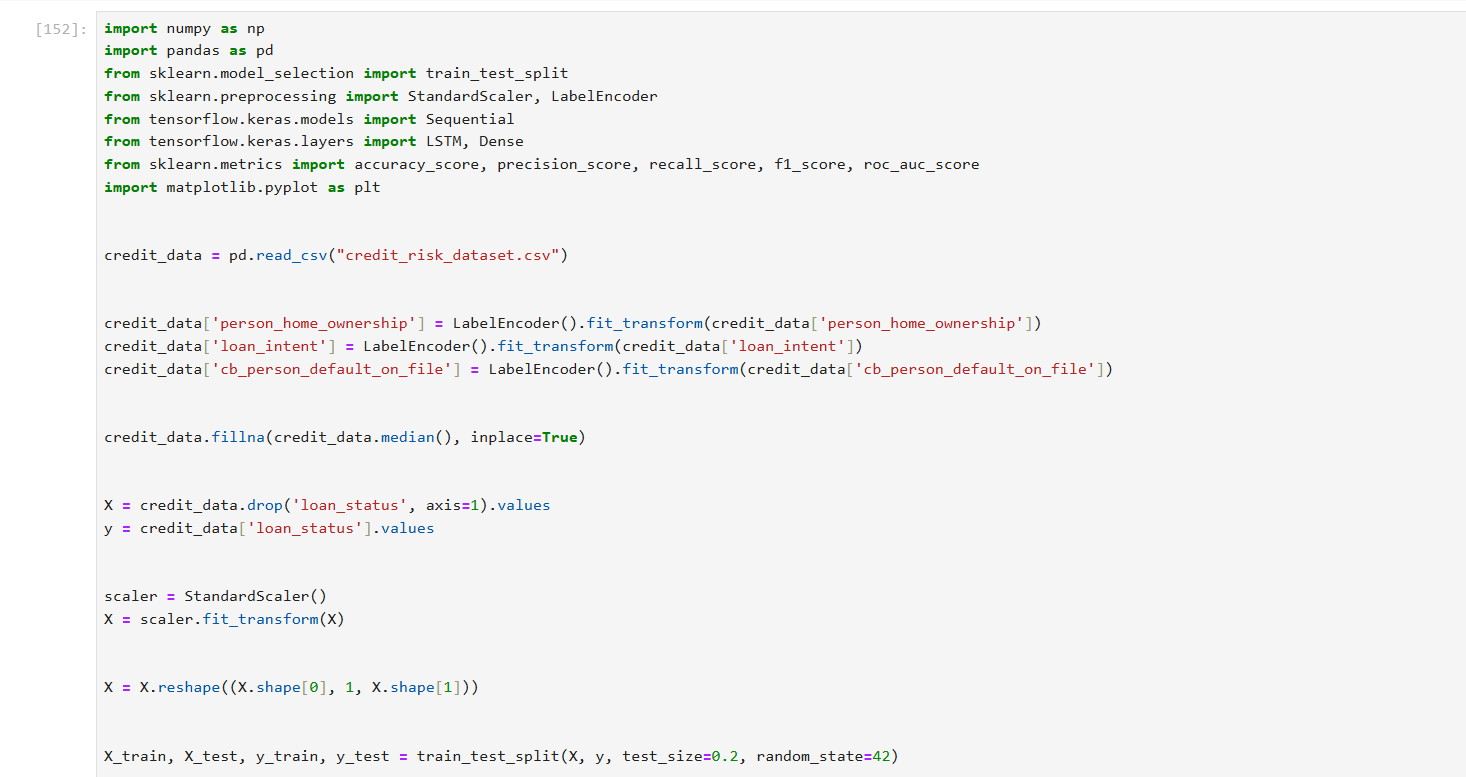 [152]:
import numpy as np
import pandas as pd
from sklearn.model_selection import train_test_split
from sklearn.preprocessing import StandardScaler, LabelEncoder
from tensorflow.keras.models import Sequential
from tensorflow.keras.layers import LSTM, Dense
from sklearn.metrics import accuracy_score, precision_score, recall_score, f1_score, roc_auc_score
import matplotlib.pyplot as plt
credit_data = pd.read_csv("credit_risk_dataset.csv")
credit_data['person_home_ownership'] = LabelEncoder().fit_transform(credit_data['person_home_ownership'])
credit_data['loan_intent'] = LabelEncoder().fit_transform(credit_data['loan_intent'])
credit_data['cb_person_default_on_file'] = LabelEncoder().fit_transform(credit_data['cb_person_default_on_file'])
credit_data.fillna(credit_data.median(), inplace=True)
X = credit_data.drop('loan_status', axis=1).values
y = credit_data['loan_status'].values
scaler = StandardScaler()
X = scaler.fit_transform(X)
X = X.reshape((X.shape[0], 1, X.shape[1]))
X_train, X_test, y_train, y_test = train_test_split(X, y, test_size=0.2, random_state=42)